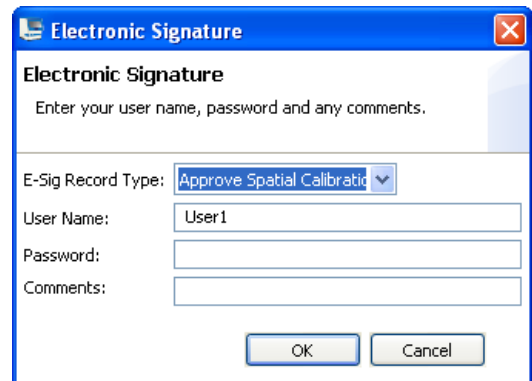 Electronic Signature
Electronic Signature
Enter your user name, password and any comments.
E-Sig Record Type: Approve Spatial Calibratic
User Name: User1
Password:
Comments:
OK Cancel